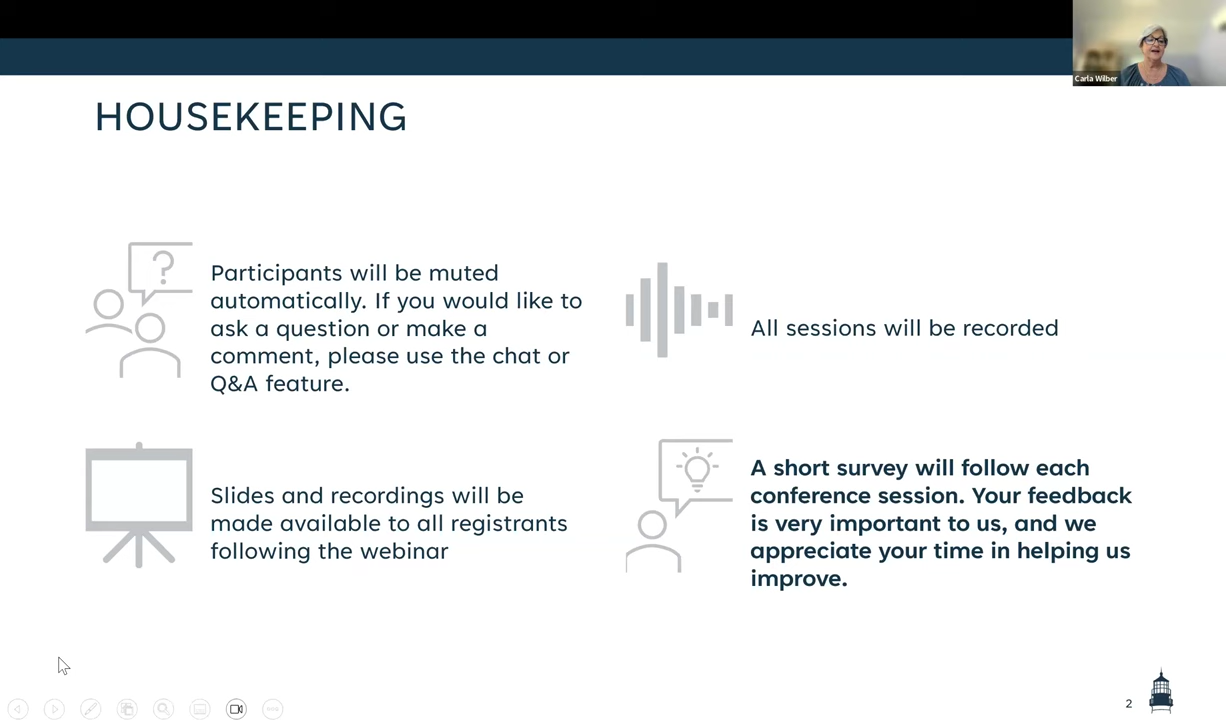 Carla Wilber
HOUSEKEEPING
?
Participants will be muted
automatically. If you would like to
ask a question or make a
comment, please use the chat or
Q&A feature.
All sessions will be recorded
Slides and recordings will be
made available to all registrants
following the webinar
A short survey will follow each
conference session. Your feedback
is very important to us, and we
appreciate your time in helping us
improve.
2